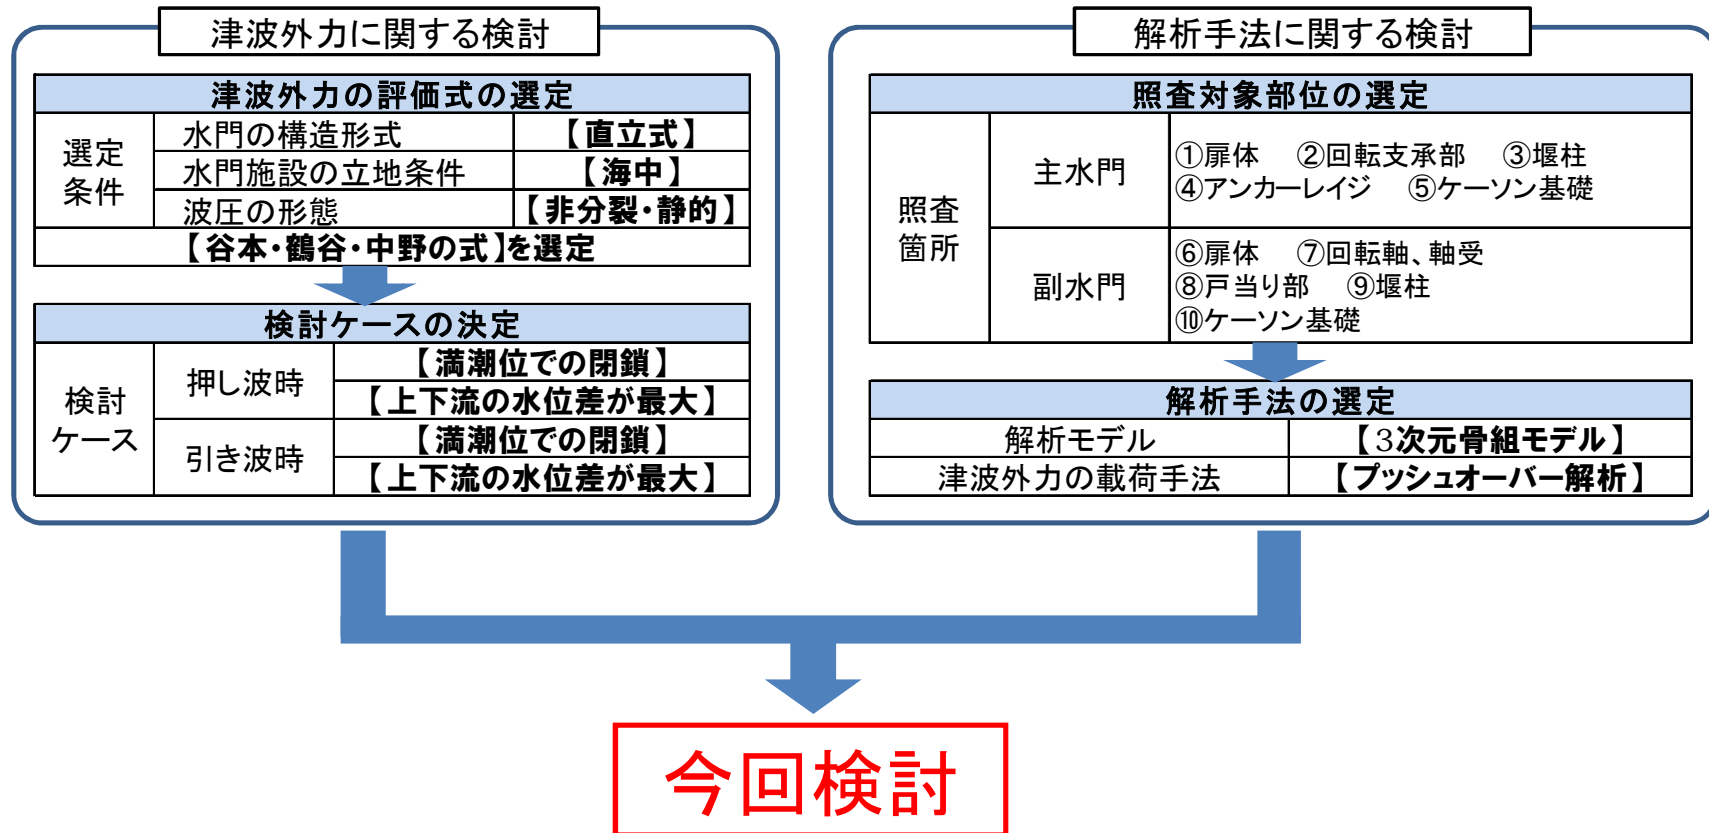 津波外力に関する検討
津波外力の評価式の選定
選定
条件
水門の構造形式
【直立式】
水門施設の立地条件
【海中】
波圧の形態
【非分裂・静的】
【谷本・鶴谷・中野の式】を選定
検討ケースの決定
検討
ケース
押し波時
【満潮位での閉鎖】
【上下流の水位差が最大】
引き波時
【満潮位での閉鎖】
【上下流の水位差が最大】
解析手法に関する検討
照査対象部位の選定
照査
箇所
主水門
①扉体 ②回転支承部 ③堰柱
④アンカーレイジ ⑤ケーソン基礎
副水門
⑥扉体 ⑦回転軸、軸受
⑧戸当り部 ⑨堰柱
⑩ケーソン基礎
解析手法の選定
解析モデル
【3次元骨組モデル】
津波外力の載荷手法
【プッシュオーバー解析】
今回検討